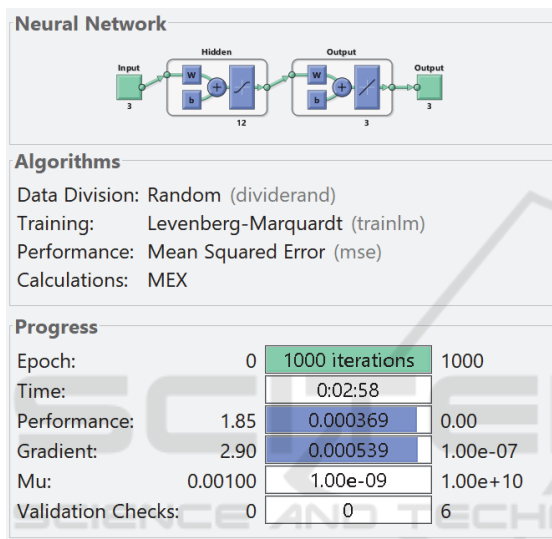 Neural Network
Hidden Output
Input Output
W W
b b
3 12 3 3
Algorithms
Data Division: Random (dividerand)
Training: Levenberg-Marquardt (trainlm)
Performance: Mean Squared Error (mse)
Calculations: MEX
Progress
Epoch: 0 1000 iterations 1000
Time: 0:02:58
Performance: 1.85 0.000369 0.00
Gradient: 2.90 0.000539 1.00e-07
Mu: 0.00100 1.00e-09 1.00e+10
Validation Checks: 0 0 6
SCIENCE AND TECH